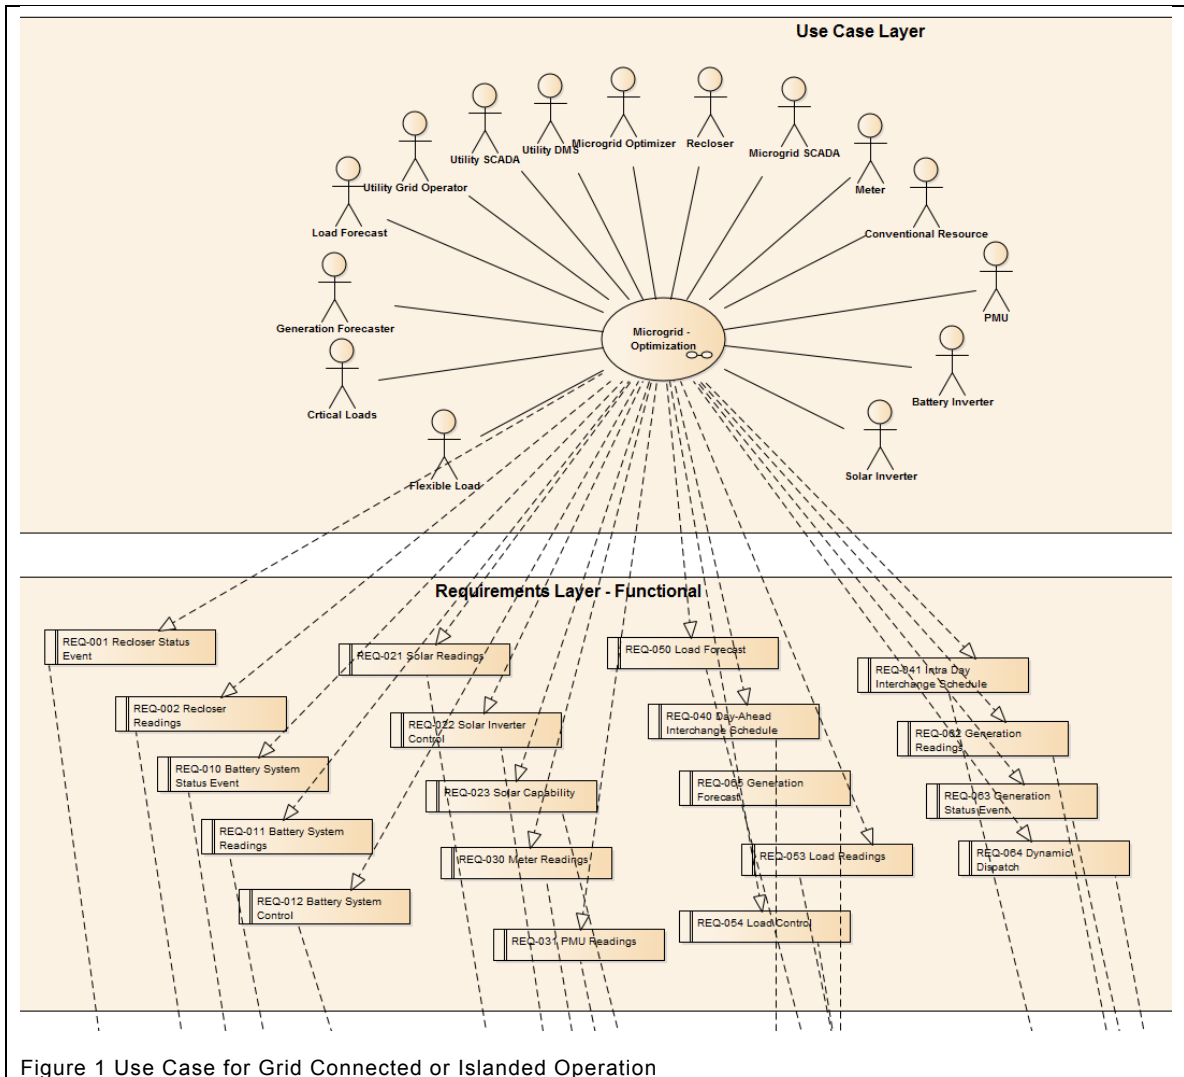 Use Case Layer
Utility SCADA
Utility DMS
Microgrid Optimizer
Recloser
Microgrid SCADA
Utility Grid Operator
Meter
Load Forecast
Conventional Resource
Generation Forecaster
PMU
Microgrid -
Optimization
Crtical Loads
Battery Inverter
Flexible Load
Solar Inverter
Requirements Layer - Functional
REQ-001 Recloser Status
Event
REQ-021 Solar Readings
REQ-050 Load Forecast
REQ-041 Intra Day
Interchange Schedule
REQ-002 Recloser
Readings
REQ-022 Solar Inverter
Control
REQ-040 Day-Ahead
Interchange Schedule
REQ-062 Generation
Readings
REQ-010 Battery System
Status Event
REQ-023 Solar Capability
REQ-065 Generation
Forecast
REQ-063 Generation
Status Event
REQ-011 Battery System
Readings
REQ-030 Meter Readings
REQ-053 Load Readings
REQ-064 Dynamic
Dispatch
REQ-012 Battery System
Control
REQ-031 PMU Readings
REQ-054 Load Control
Figure 1 Use Case for Grid Connected or Islanded Operation